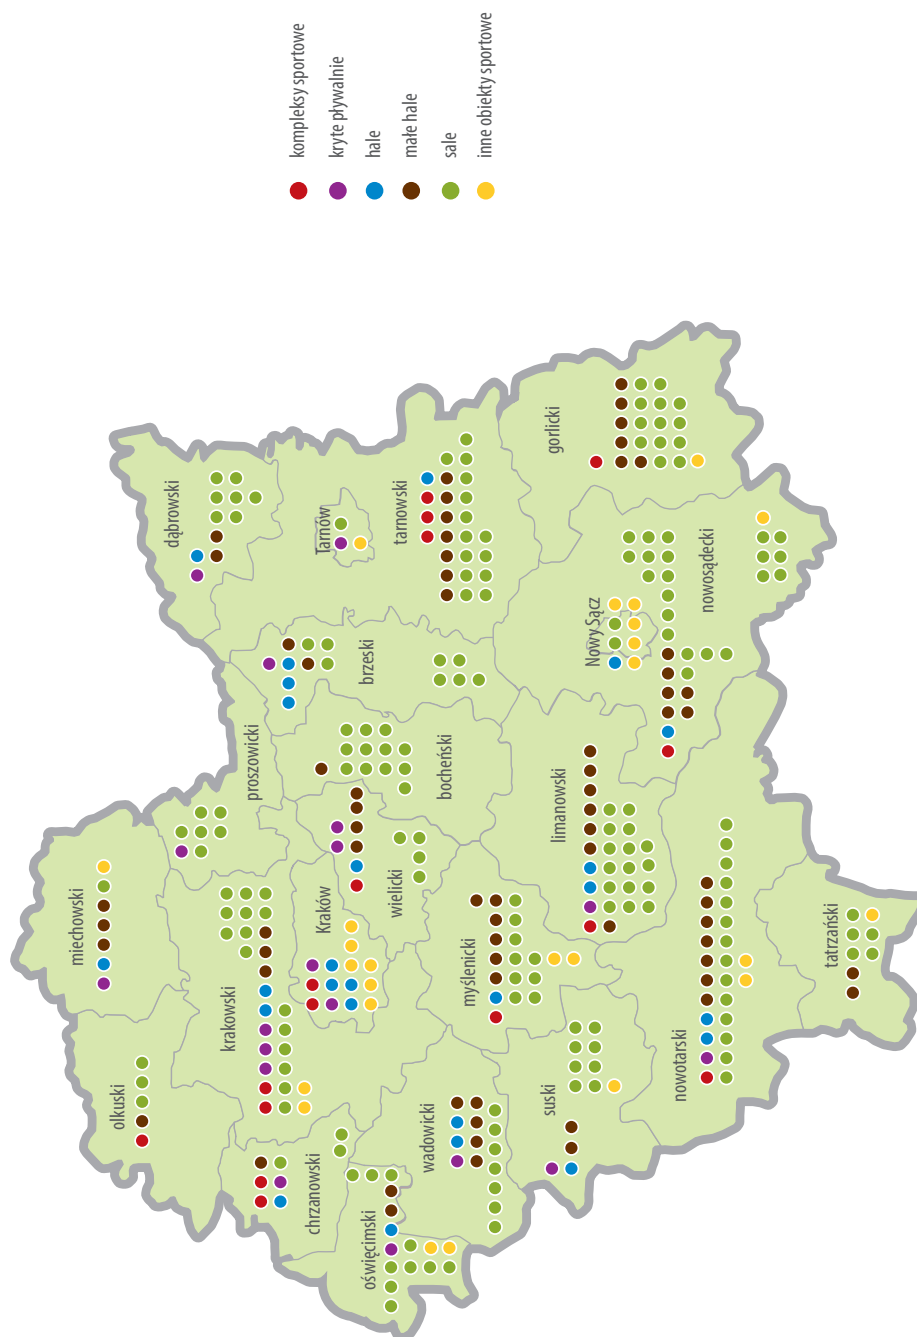 kompleksy sportowe
kryte pływalnie
hale
małe hale
sale
inne obiekty sportowe
miechowski
olkuski
proszowicki
dąbrowski
krakowski
Kraków
chrzanowski
oświęcimski
wadowicki
wielicki
bocheński
brzeski
Tarnów
tarnowski
myślenicki
suski
limanowski
Nowy Sącz
nowosądecki
gorlicki
nowotarski
tatrzański